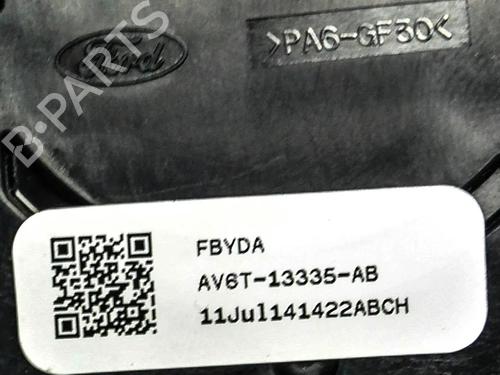 Ford
>PA6-GF30<
B-PARTS
FBYDA
AV6T-13335-AB
11Jul141422ABCH